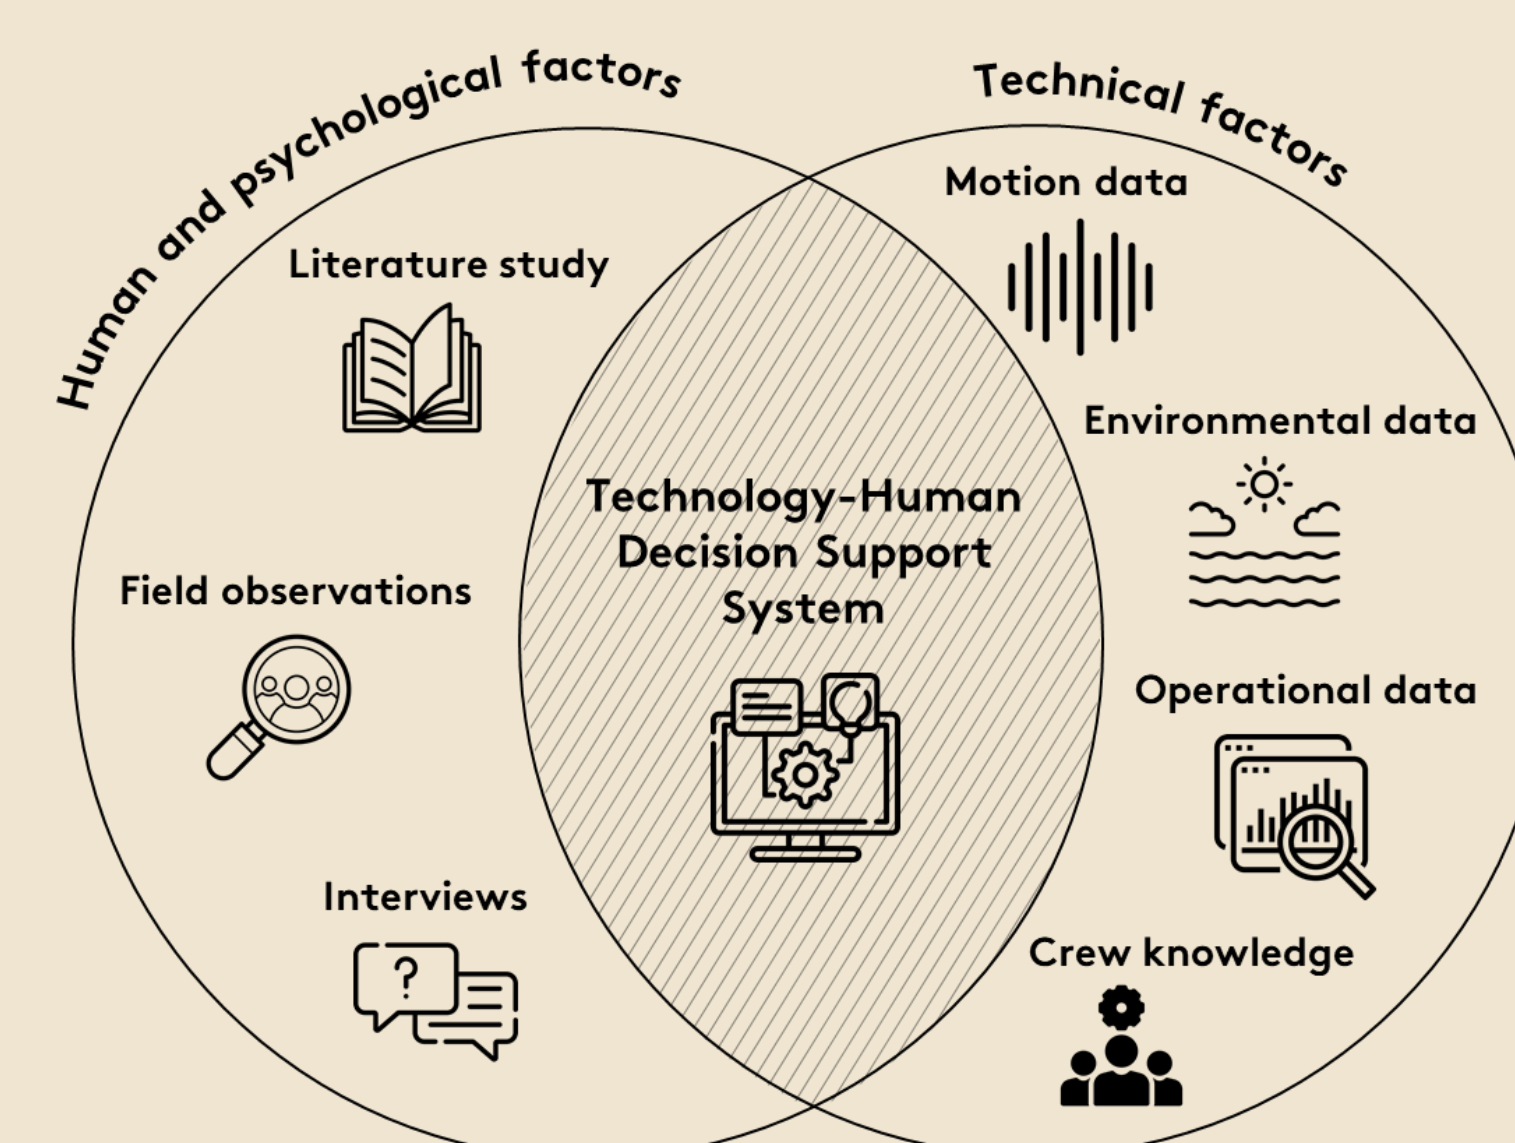 Human and psychological factors
Literature study
Field observations
Interviews
Technology-Human
Decision Support
System
?
Technical factors
Motion data
Environmental data
Operational data
Crew knowledge